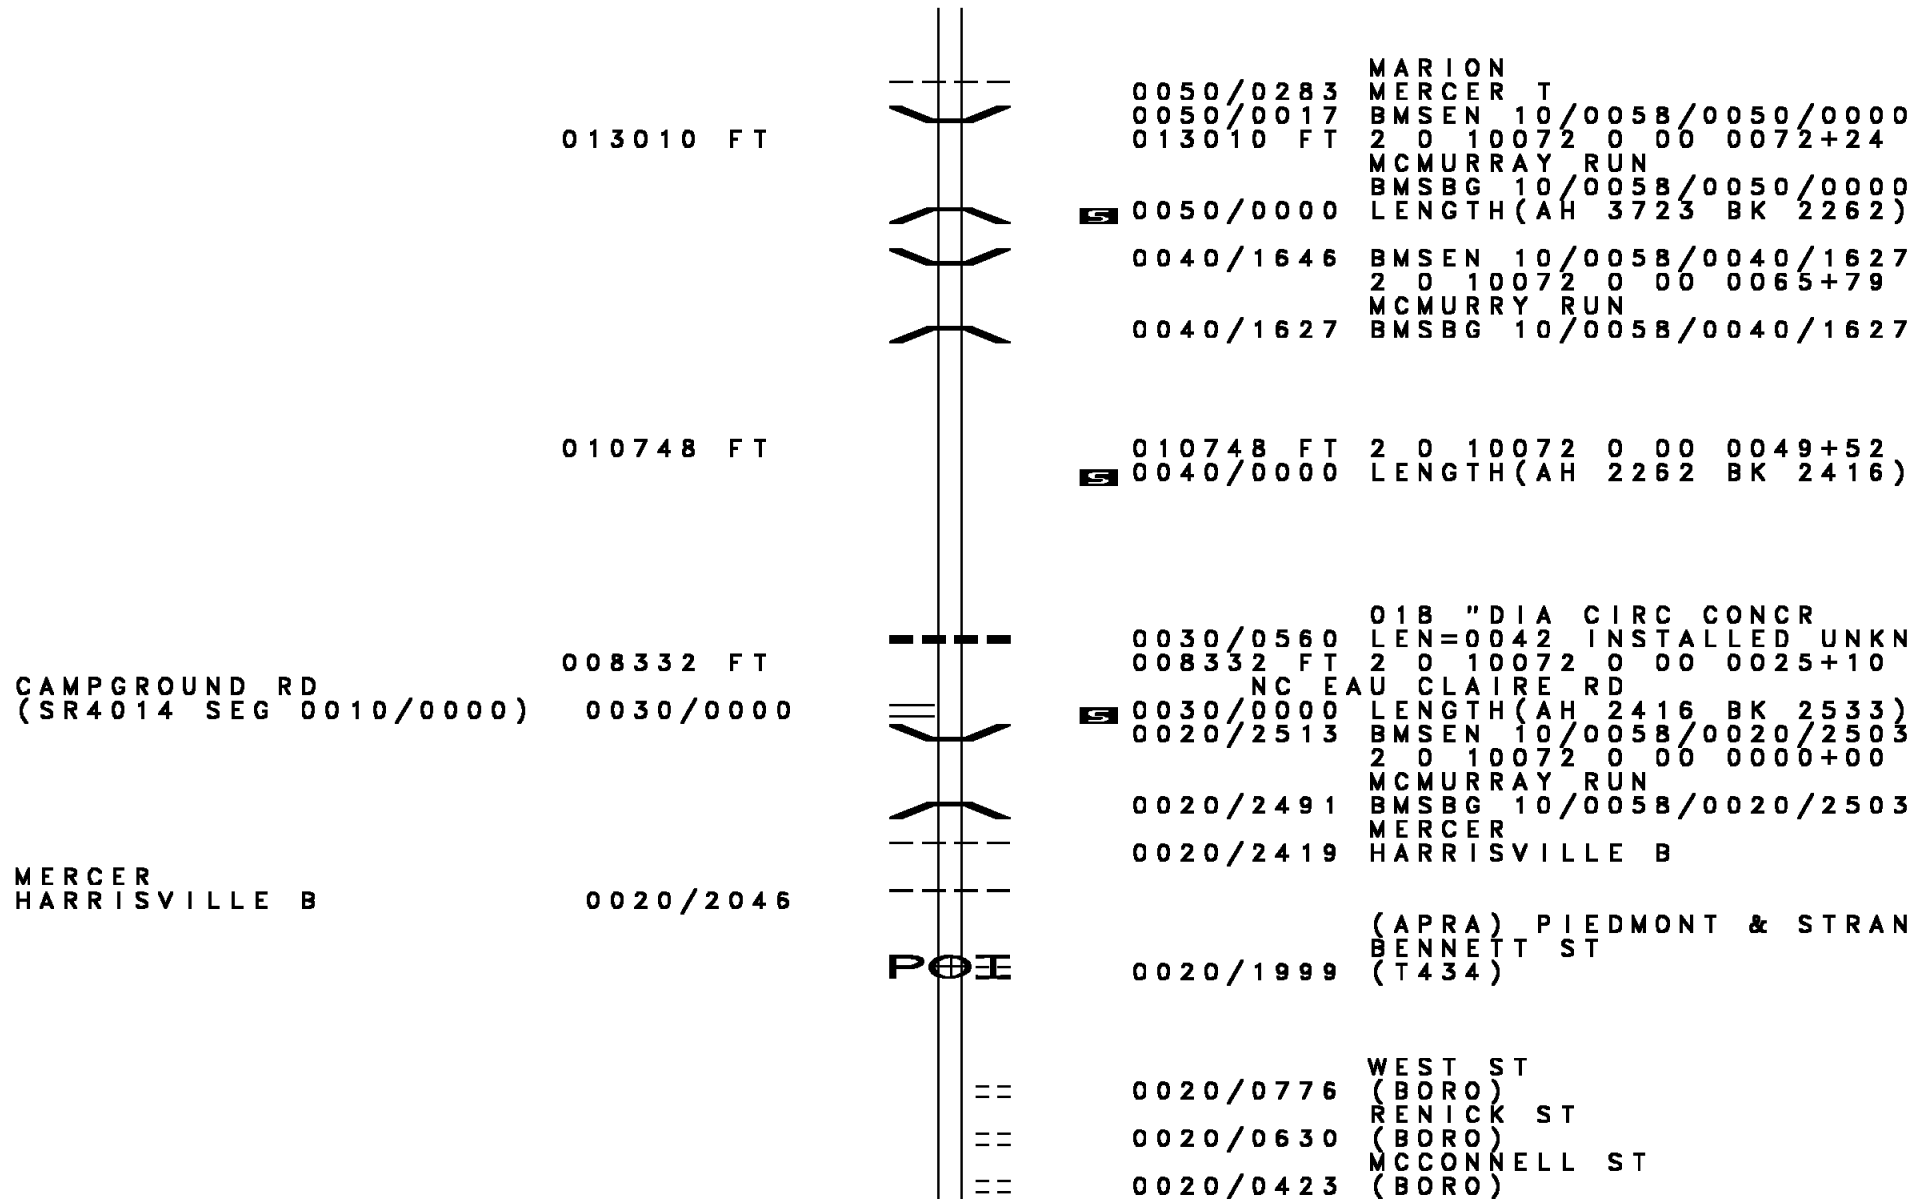 MARION
0050/0283 MERCER T
0050/0017 BMSEN 10/0058/0050/0000
013010 FT 013010 FT 2 0 10072 0 00 0072+24
MCMURRAY RUN
BMSBG 10/0058/0050/0000
S 0050/0000 LENGTH(AH 3723 BK 2262)
0040/1646 BMSEN 10/0058/0040/1627
2 0 10072 0 00 0065+79
MCMURRY RUN
0040/1627 BMSBG 10/0058/0040/1627
010748 FT 010748 FT 2 0 10072 0 00 0049+52
S 0040/0000 LENGTH(AH 2262 BK 2416)
018 "DIA CIRC CONCR
0030/0560 LEN=0042 INSTALLED UNKN
008332 FT 008332 FT 2 0 10072 0 00 0025+10
CAMPGROUND RD NC EAU CLAIRE RD
(SR4014 SEG 0010/0000) 0030/0000 S 0030/0000 LENGTH(AH 2416 BK 2533)
0020/2513 BMSEN 10/0058/0020/2503
2 0 10072 0 00 0000+00
MCMURRAY RUN
0020/2491 BMSBG 10/0058/0020/2503
MERCER
0020/2419 HARRISVILLE B
MERCER
HARRISVILLE B 0020/2046
(APRA) PIEDMONT & STRAN
BENNETT ST
POI 0020/1999 (T434)
WEST ST
0020/0776 (BORO)
RENICK ST
0020/0630 (BORO)
MCCONNELL ST
0020/0423 (BORO)